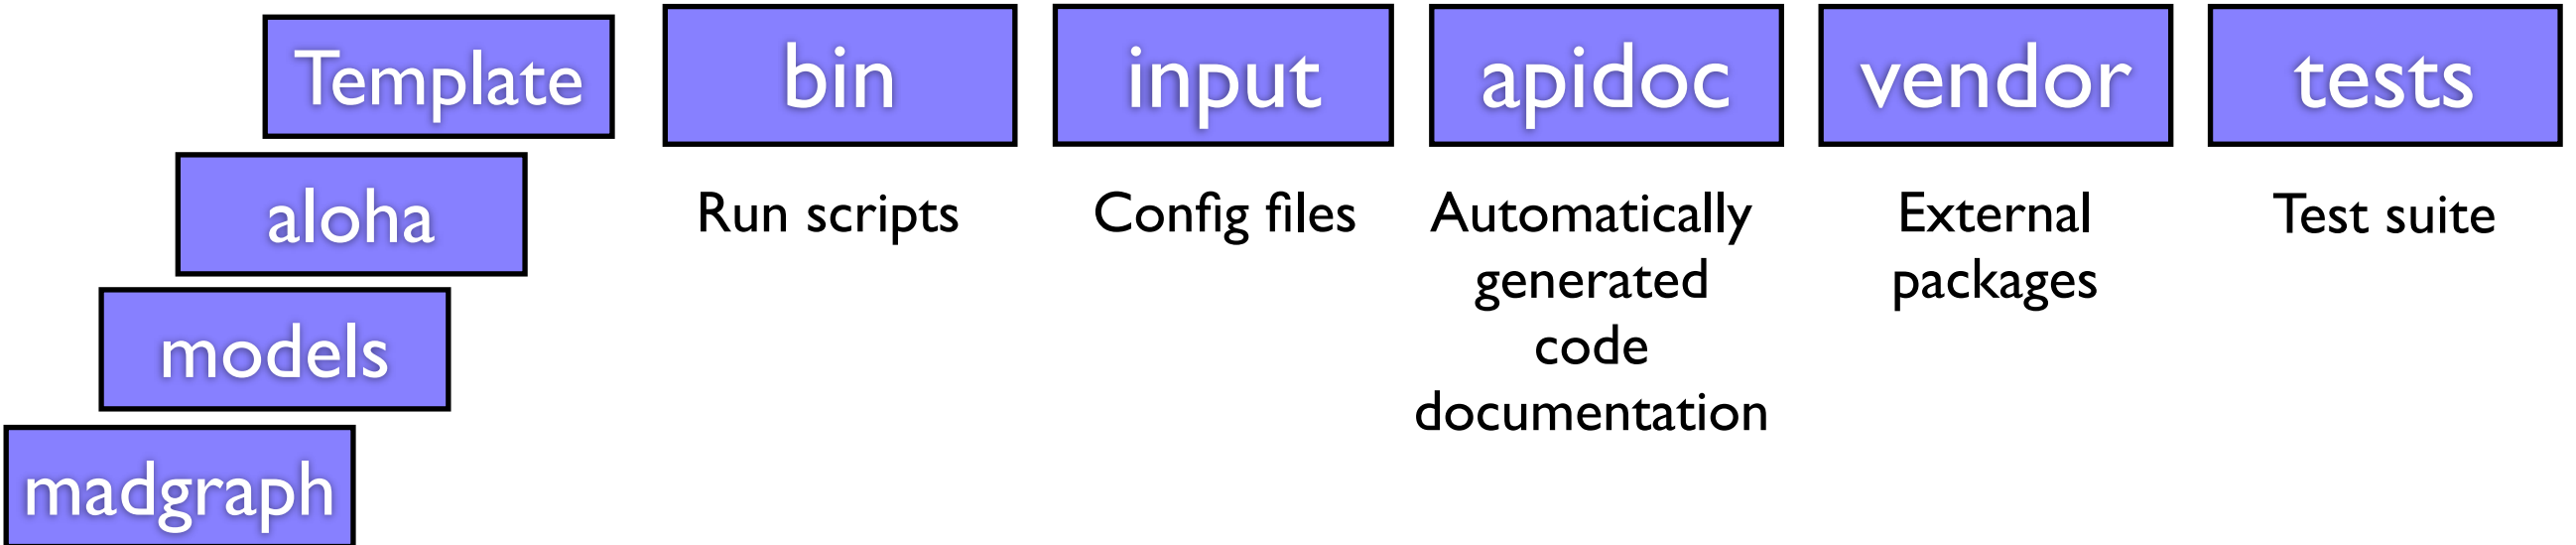 Template
bin
input
apidoc
vendor
tests
aloha
models
madgraph
Run scripts
Config files
Automatically
generated
code
documentation
External
packages
Test suite